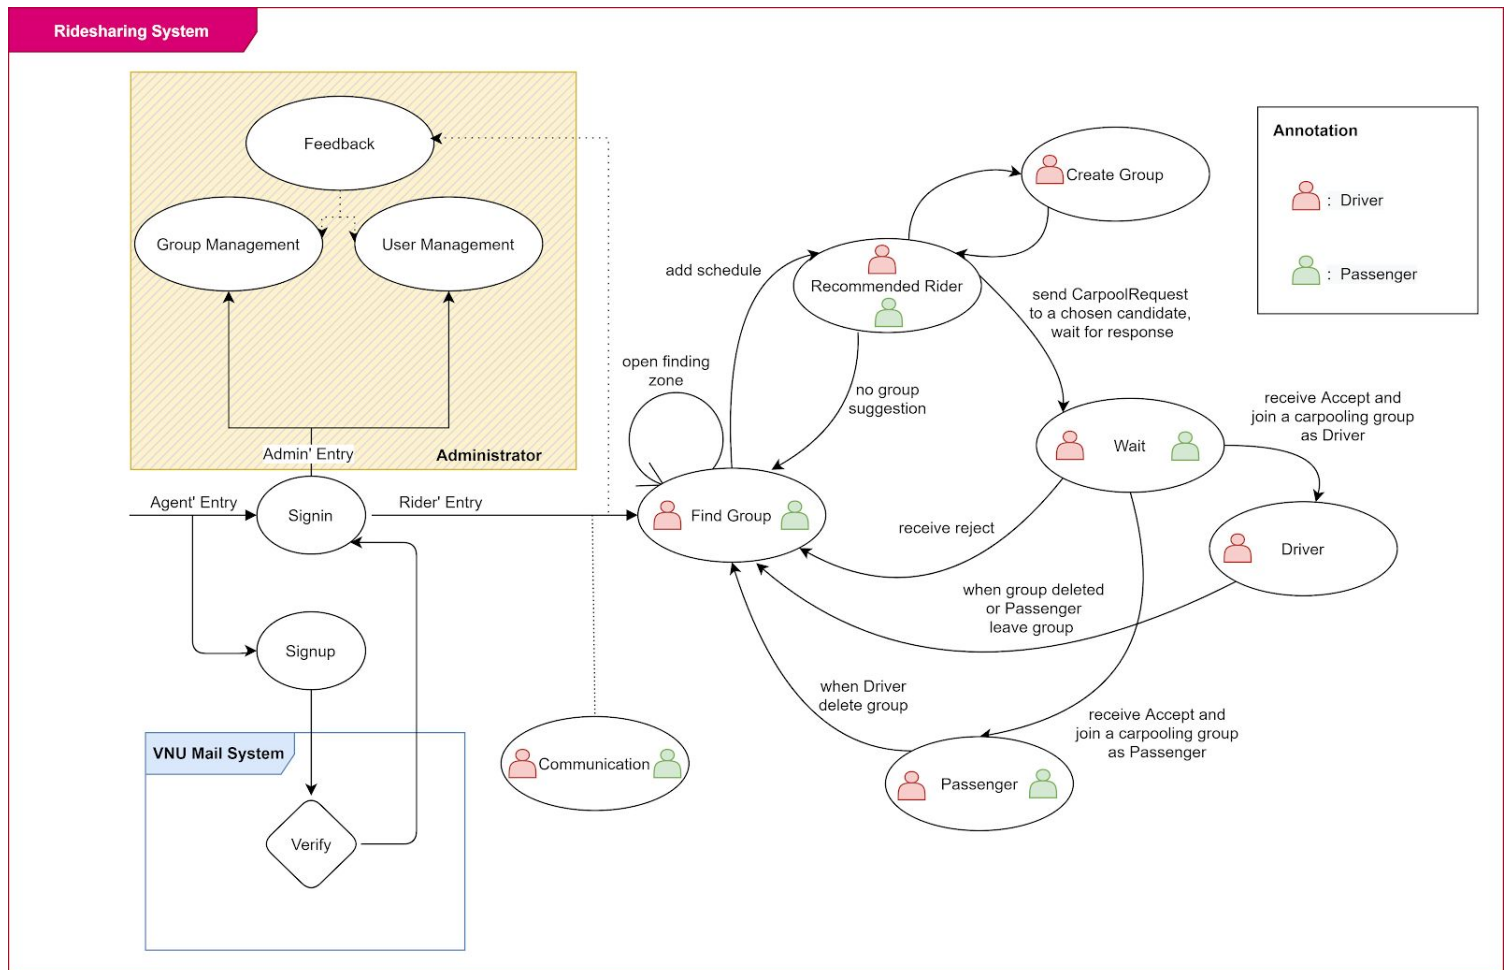 Ridesharing System
Feedback
Group Management
User Management
Admin' Entry
Administrator
Agent' Entry
Signin
Rider' Entry
Signup
VNU Mail System
Verify
Communication
open finding
zone
Find Group
add schedule
Recommended Rider
no group
suggestion
Create Group
send CarpoolRequest
to a chosen candidate,
wait for response
Wait
receive reject
receive Accept and
join a carpooling group
as Driver
Driver
when group deleted
or Passenger
leave group
when Driver
delete group
receive Accept and
join a carpooling group
as Passenger
Passenger
Annotation
: Driver
: Passenger